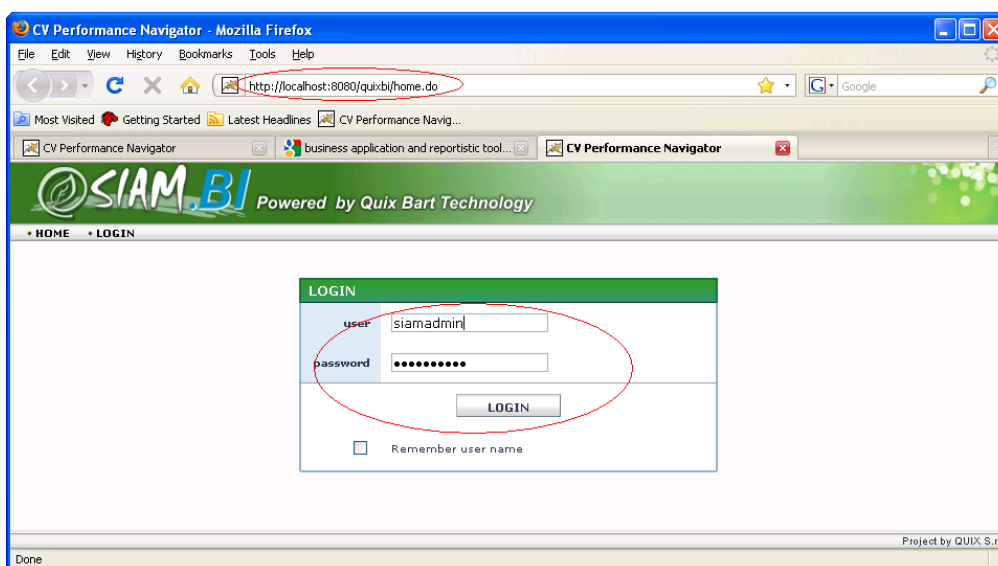 CV Performance Navigator - Mozilla Firefox
File Edit View History Bookmarks Tools Help
http://localhost:8080/quixbi/home.do
G Google
Most Visited Getting Started Latest Headlines CV Performance Navig...
CV Performance Navigator business application and reportistic tool... CV Performance Navigator
SIAM.BI Powered by Quix Bart Technology
HOME LOGIN
LOGIN
user siamadmin
password ••••••••••
LOGIN
Remember user name
Project by QUIX S.r
Done